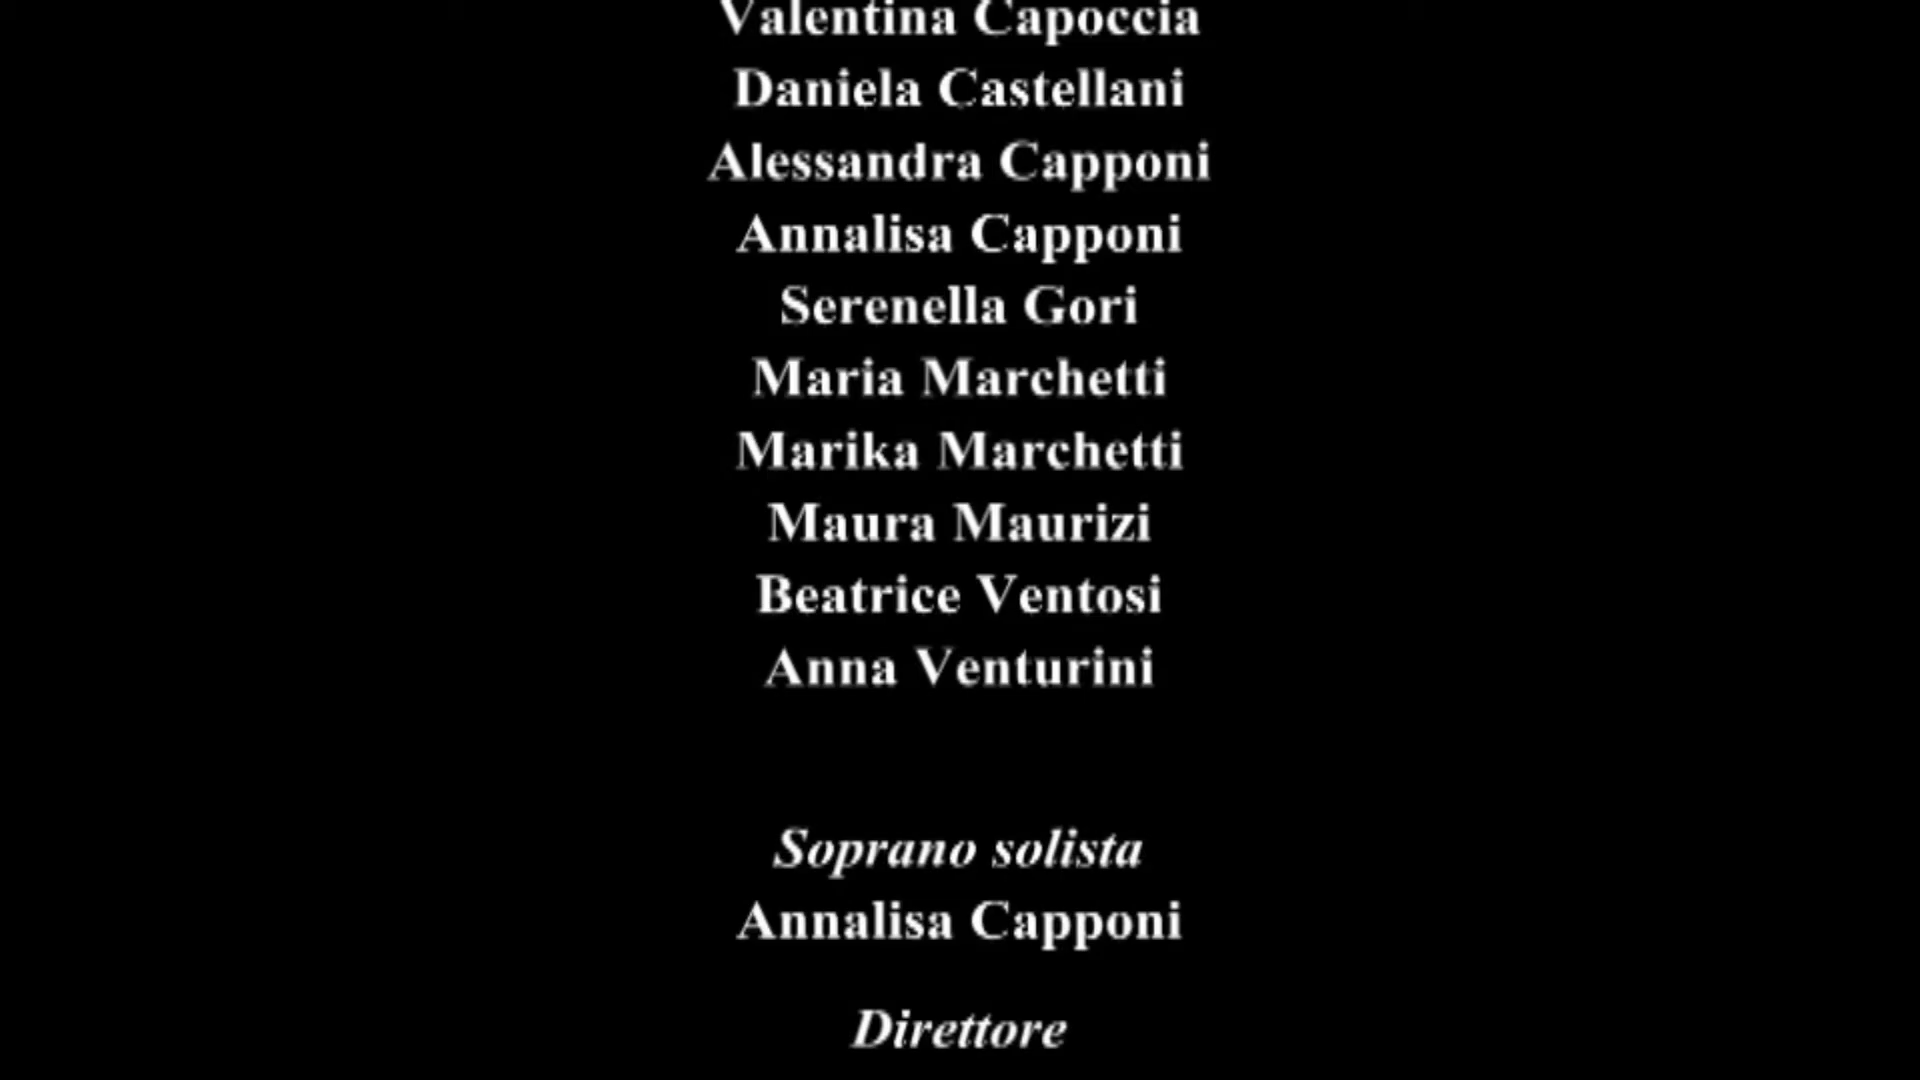 Valentina Capoccia
Daniela Castellani
Alessandra Capponi
Annalisa Capponi
Serenella Gori
Maria Marchetti
Marika Marchetti
Maura Maurizi
Beatrice Ventosi
Anna Venturini
Soprano solista
Annalisa Capponi
Direttore